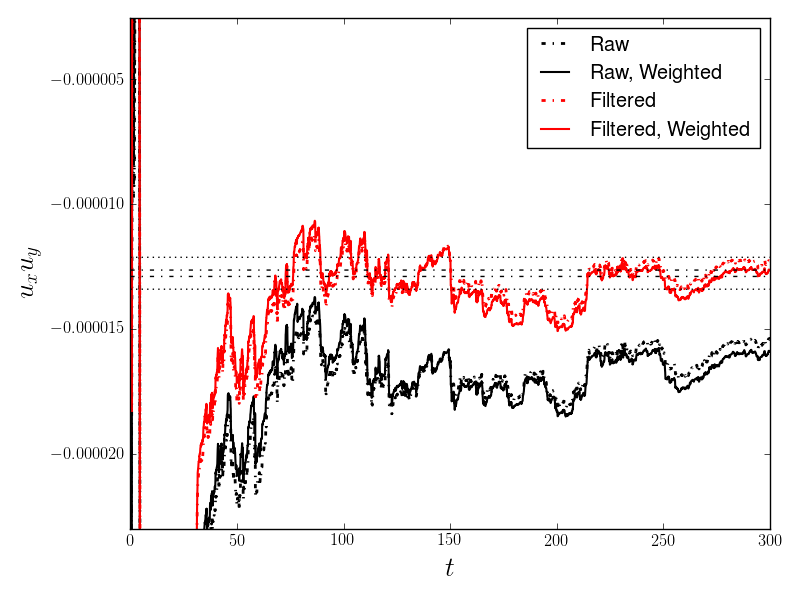 Raw
Raw, Weighted
Filtered
Filtered, Weighted
−0.000005
−0.000010
−0.000015
−0.000020
u_x u_y
0 50 100 150 200 250 300
t